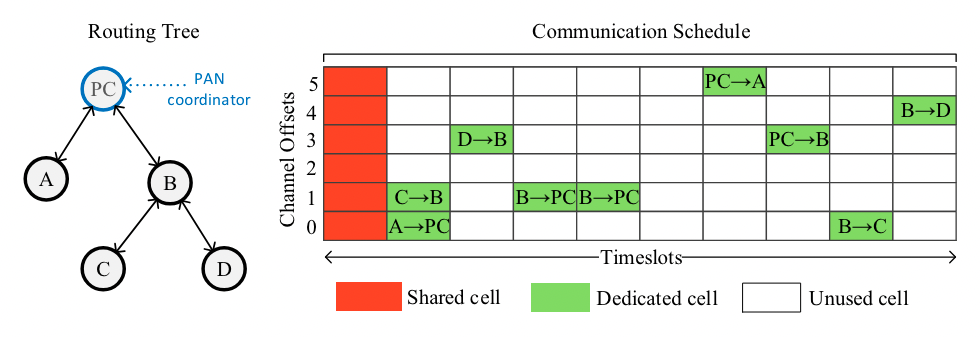 Routing Tree
PC
PAN
coordinator
A
B
C
D
Communication Schedule
Channel Offsets
5
PC→A
4
B→D
3
D→B
PC→B
2
1
C→B
B→PC
B→PC
0
A→PC
B→C
Timeslots
Shared cell
Dedicated cell
Unused cell